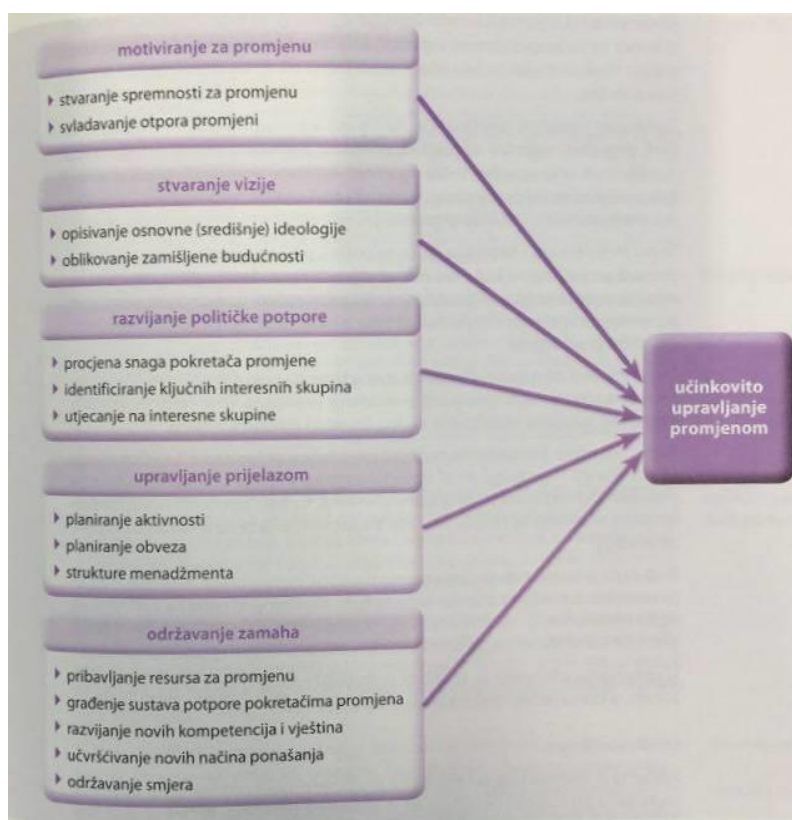 motiviranje za promjenu
stvaranje spremnosti za promjenu
svladavanje otpora promjeni
stvaranje vizije
opisivanje osnovne (središnje) ideologije
oblikovanje zamišljene budućnosti
razvijanje političke potpore
procjena snaga pokretača promjene
identificiranje ključnih interesnih skupina
utjecanje na interesne skupine
upravljanje prijelazom
planiranje aktivnosti
planiranje obveza
strukture menadžmenta
održavanje zamaha
pribavljanje resursa za promjenu
građenje sustava potpore pokretačima promjena
razvijanje novih kompetencija i vještina
učvršćivanje novih načina ponašanja
održavanje smjera
učinkovito
upravljanje
promjenom